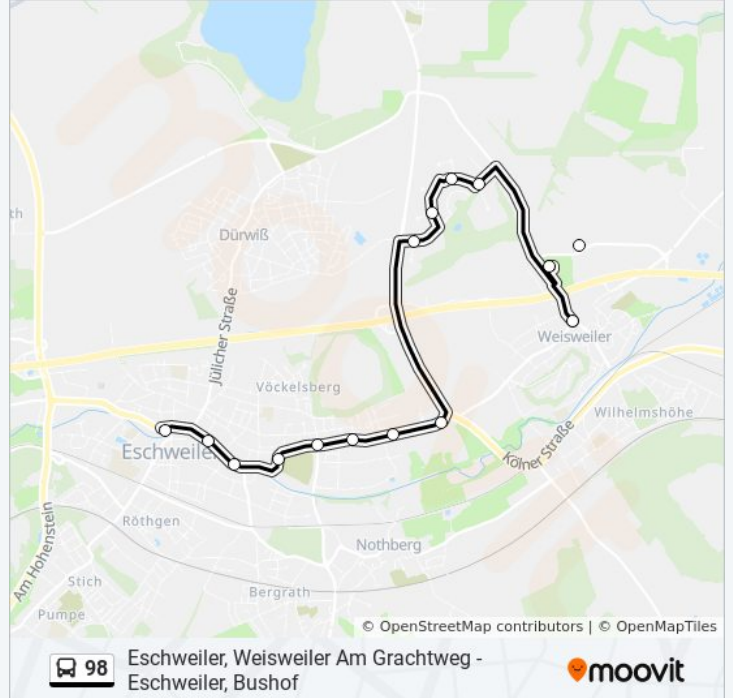 th
Dürwiß
Jülicher Straße
Weisweiler
Vöckelsberg
Wilhelmshöhe
Eschweiler
Kölner Straße
Röthgen
Am Hohenstein
Nothberg
Stich
Bergrath
Pumpe
© OpenStreetMap contributors | © OpenMapTiles
98
Eschweiler, Weisweiler Am Grachtweg -
Eschweiler, Bushof
moovit